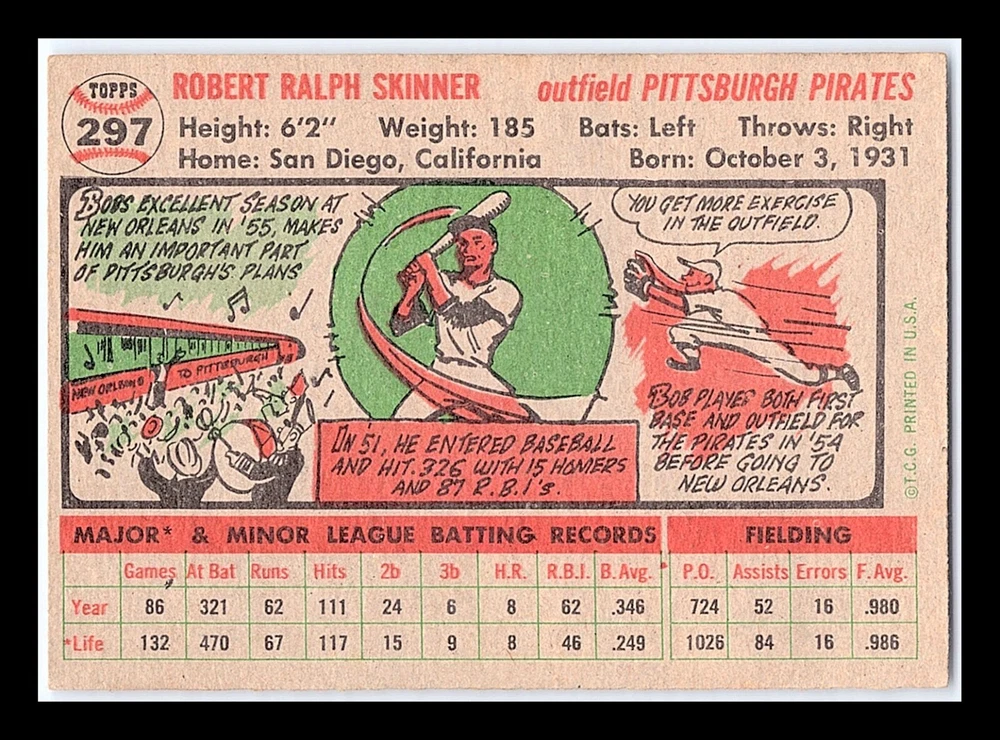 TOPPS
297
ROBERT RALPH SKINNER outfield PITTSBURGH PIRATES
Height: 6'2" Weight: 185 Bats: Left Throws: Right
Home: San Diego, California Born: October 3, 1931
BOBS EXCELLENT SEASON AT
NEW ORLEANS IN '55, MAKES
HIM AN IMPORTANT PART
OF PITTSBURGH'S PLANS
NEW ORLEANS
TO PITTSBURGH
IN '51, HE ENTERED BASEBALL
AND HIT .326 WITH 15 HOMERS
AND 87 R.B.I's.
YOU GET MORE EXERCISE
IN THE OUTFIELD.
BOB PLAYED BOTH FIRST
BASE AND OUTFIELD FOR
THE PIRATES IN '54
BEFORE GOING TO
NEW ORLEANS.
©T.C.G. PRINTED IN U.S.A.
MAJOR* & MINOR LEAGUE BATTING RECORDS FIELDING
Games At Bat Runs Hits 2b 3b H.R. R.B.I. B. Avg. P.O. Assists Errors F. Avg.
Year 86 321 62 111 24 6 8 62 .346 724 52 16 .980
*Life 132 470 67 117 15 9 8 46 .249 1026 84 16 .986